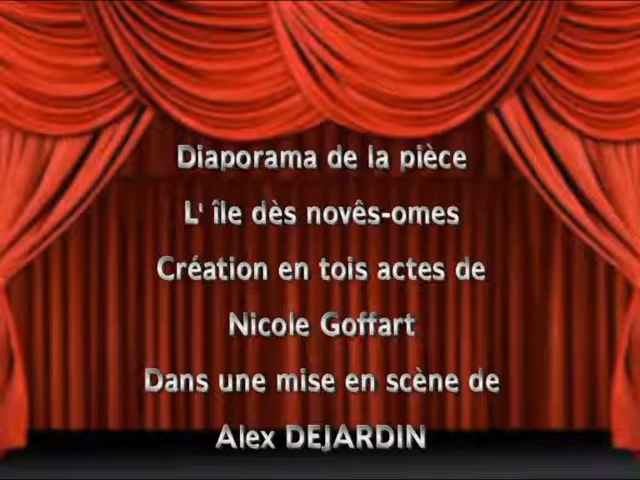 Diaporama de la pièce
L' île dès novês-omes
Création en tois actes de
Nicole Goffart
Dans une mise en scène de
Alex DEJARDIN